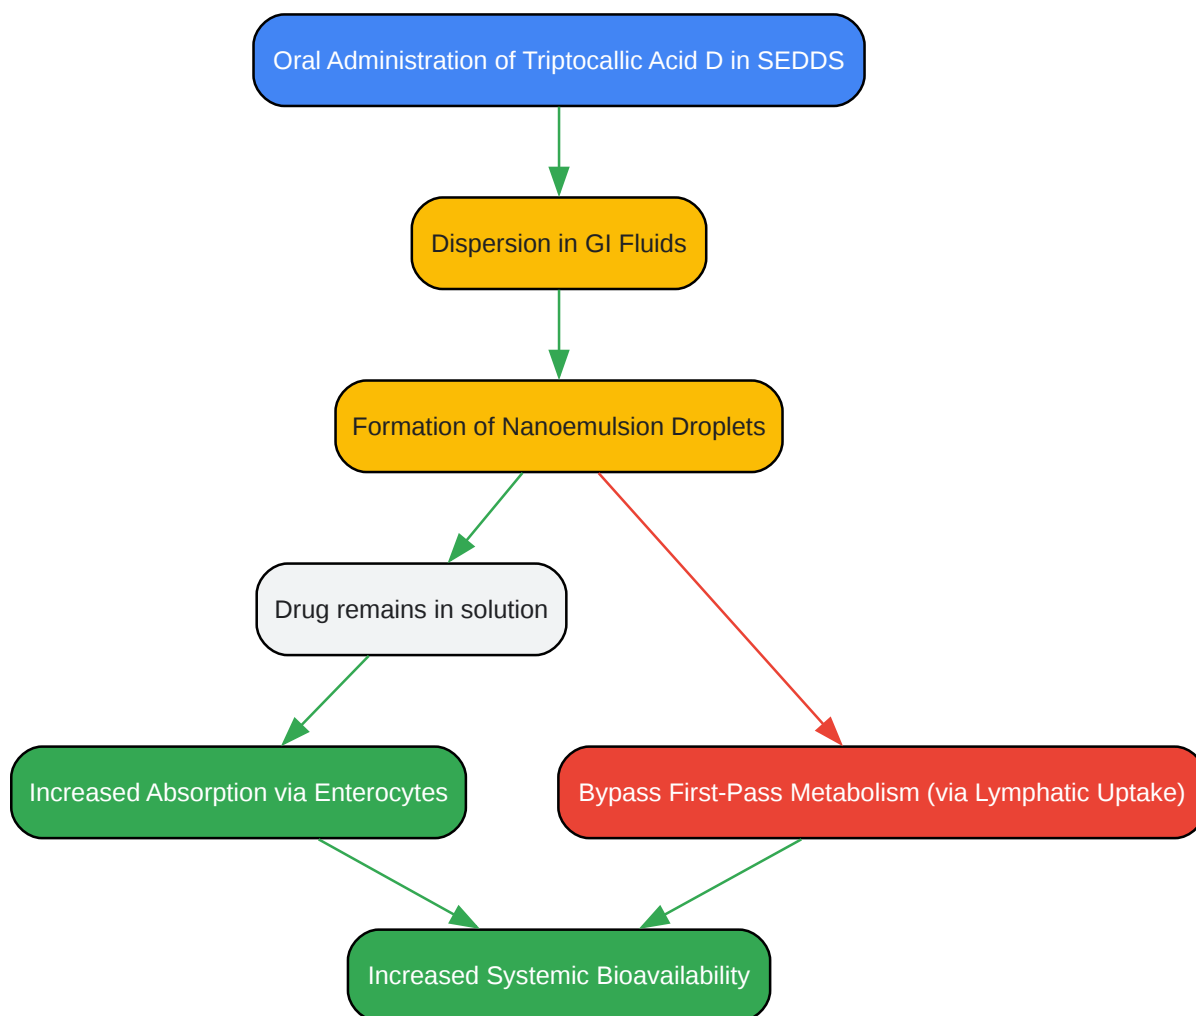 Oral Administration of Triptocallic Acid D in SEDDS
Dispersion in GI Fluids
Formation of Nanoemulsion Droplets
Drug remains in solution
Increased Absorption via Enterocytes
Bypass First-Pass Metabolism (via Lymphatic Uptake)
Increased Systemic Bioavailability